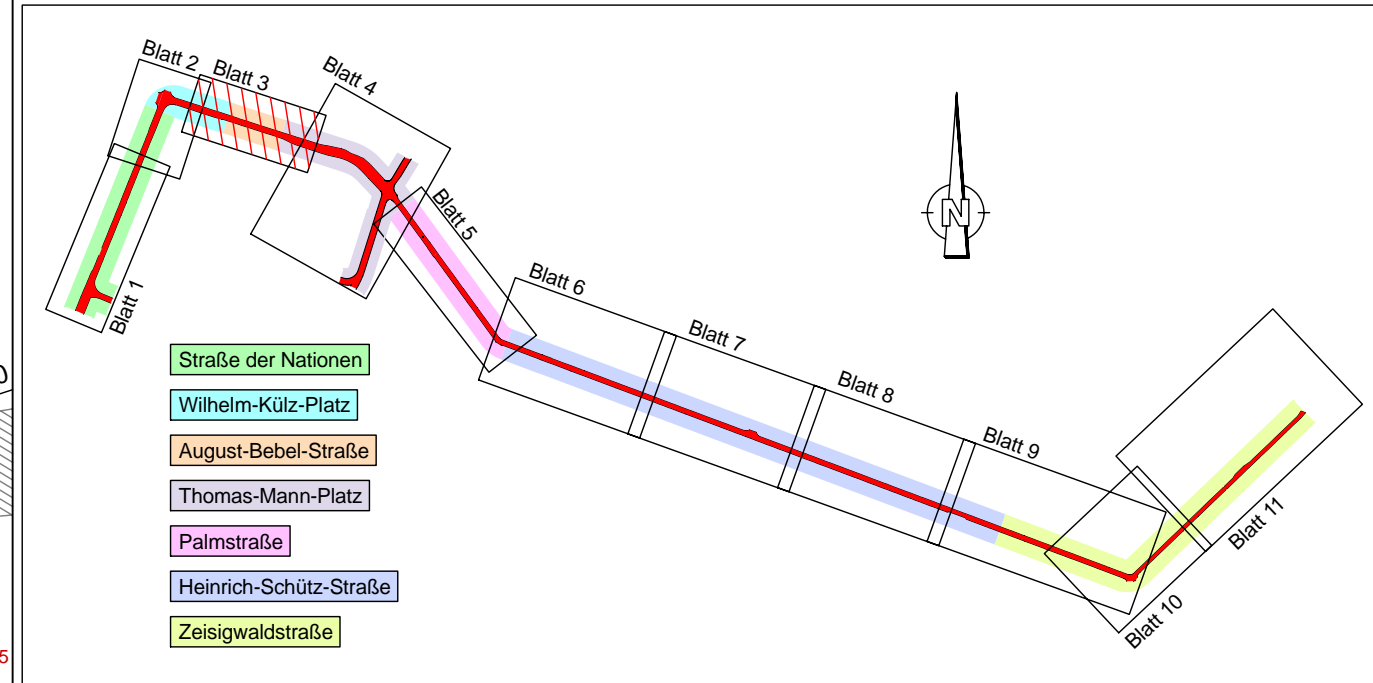 Blatt 1
Blatt 2
Blatt 3
Blatt 4
Blatt 5
Blatt 6
Blatt 7
Blatt 8
Blatt 9
Blatt 10
Blatt 11
N
Straße der Nationen
Wilhelm-Külz-Platz
August-Bebel-Straße
Thomas-Mann-Platz
Palmstraße
Heinrich-Schütz-Straße
Zeisigwaldstraße
5